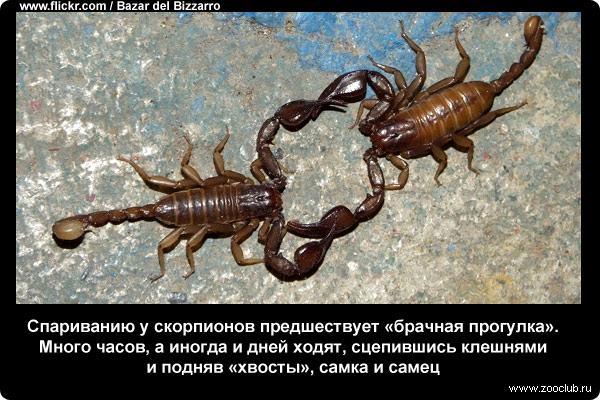 www.flickr.com / Bazar del Bizzarro
Спариванию у скорпионов предшествует «брачная прогулка».
Много часов, а иногда и дней ходят, сцепившись клешнями
и подняв «хвосты», самка и самец
www.zooclub.ru